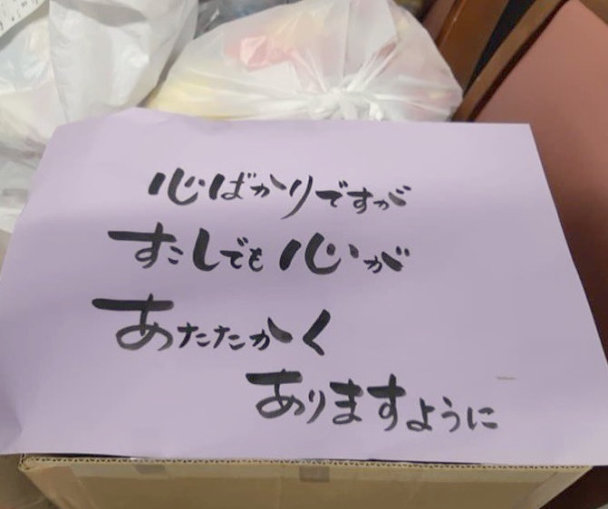 心ばかりですが
すこしでも心が
あたたかく
ありますように